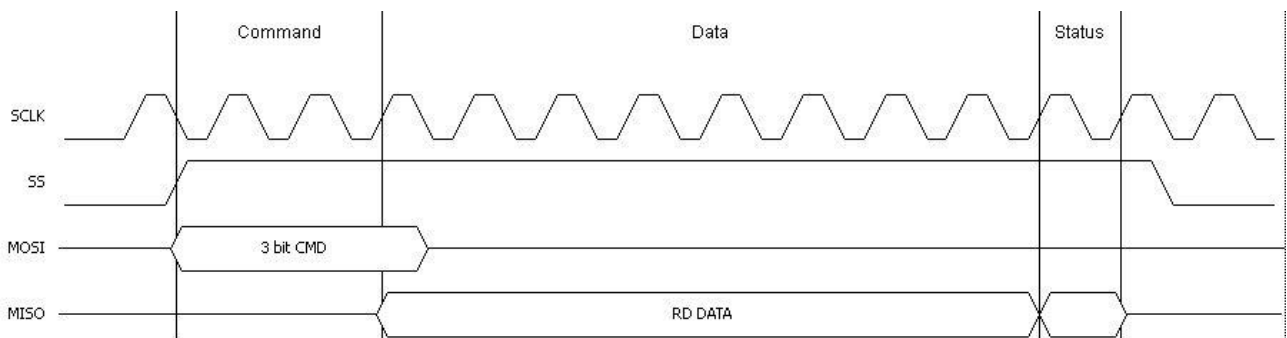 Command Data Status
SCLK
SS
MOSI 3 bit CMD
MISO RD DATA